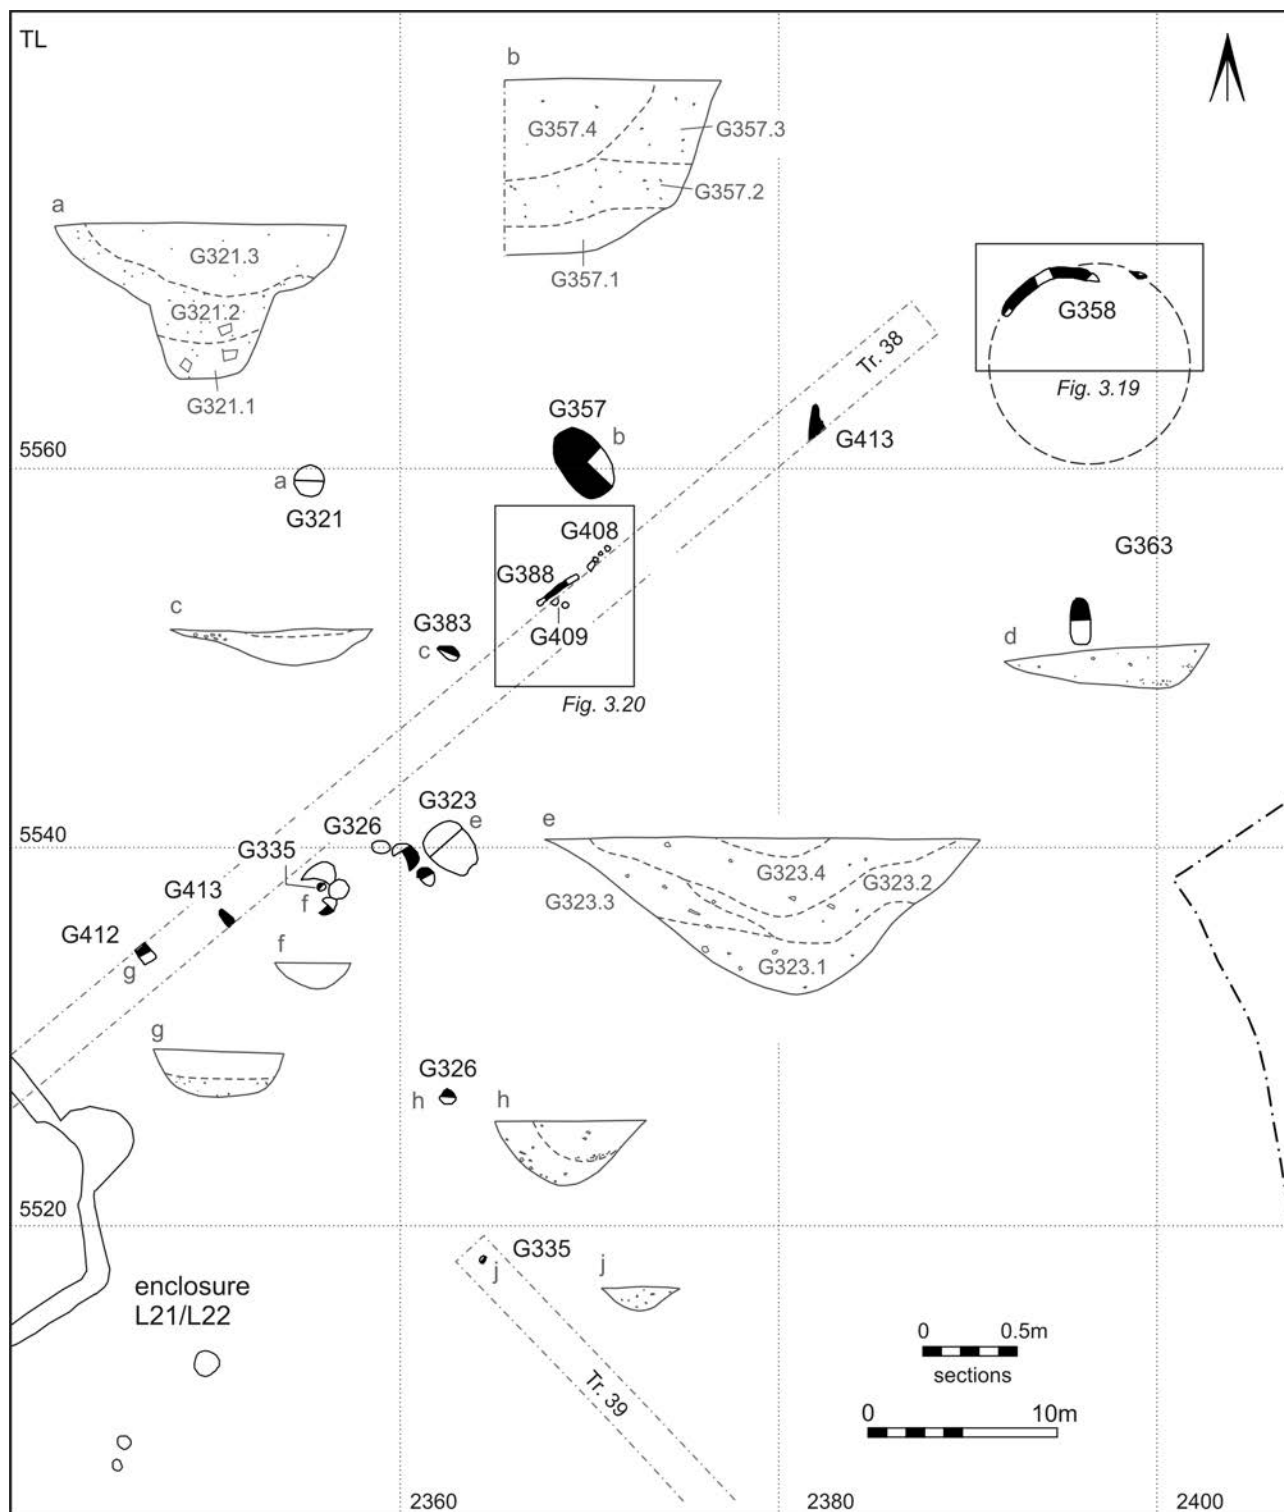 TL
b
G357.4
G357.3
G357.2
G357.1
a
G321.3
G321.2
G321.1
G358
Fig. 3.19
Tr. 38
G357
b
G413
5560
a
G321
G408
G388
G409
Fig. 3.20
G363
d
c
G383
c
G323
e
G326
5540
G335
f
G413
G412
g
e
G323.4
G323.2
G323.3
G323.1
f
g
G326
h
h
5520
G335
j
j
enclosure
L21/L22
Tr. 39
0 0.5m
sections
0 10m
2360
2380
2400